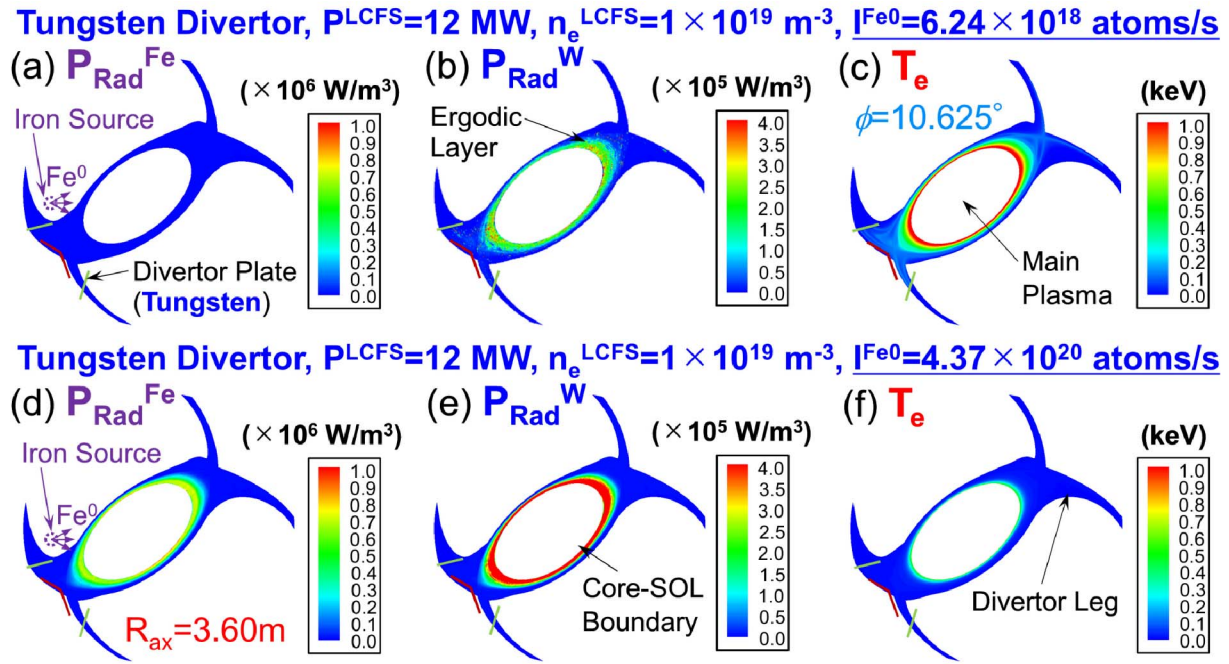 Tungsten Divertor, P^LCFS=12 MW, n_e^LCFS=1×10^19 m^-3, I^Fe0=6.24×10^18 atoms/s
(a) P_Rad^Fe
(×10^6 W/m^3)
Iron Source
Fe^0
Divertor Plate
(Tungsten)
1.0
0.9
0.8
0.7
0.6
0.5
0.4
0.3
0.2
0.1
0.0
(b) P_Rad^W
(×10^5 W/m^3)
Ergodic
Layer
4.0
3.5
3.0
2.5
2.0
1.5
1.0
0.5
0.0
(c) T_e
(keV)
ϕ=10.625°
Main
Plasma
1.0
0.9
0.8
0.7
0.6
0.5
0.4
0.3
0.2
0.1
0.0
Tungsten Divertor, P^LCFS=12 MW, n_e^LCFS=1×10^19 m^-3, I^Fe0=4.37×10^20 atoms/s
(d) P_Rad^Fe
(×10^6 W/m^3)
Iron Source
Fe^0
R_ax=3.60m
1.0
0.9
0.8
0.7
0.6
0.5
0.4
0.3
0.2
0.1
0.0
(e) P_Rad^W
(×10^5 W/m^3)
Core-SOL
Boundary
4.0
3.5
3.0
2.5
2.0
1.5
1.0
0.5
0.0
(f) T_e
(keV)
Divertor Leg
1.0
0.9
0.8
0.7
0.6
0.5
0.4
0.3
0.2
0.1
0.0